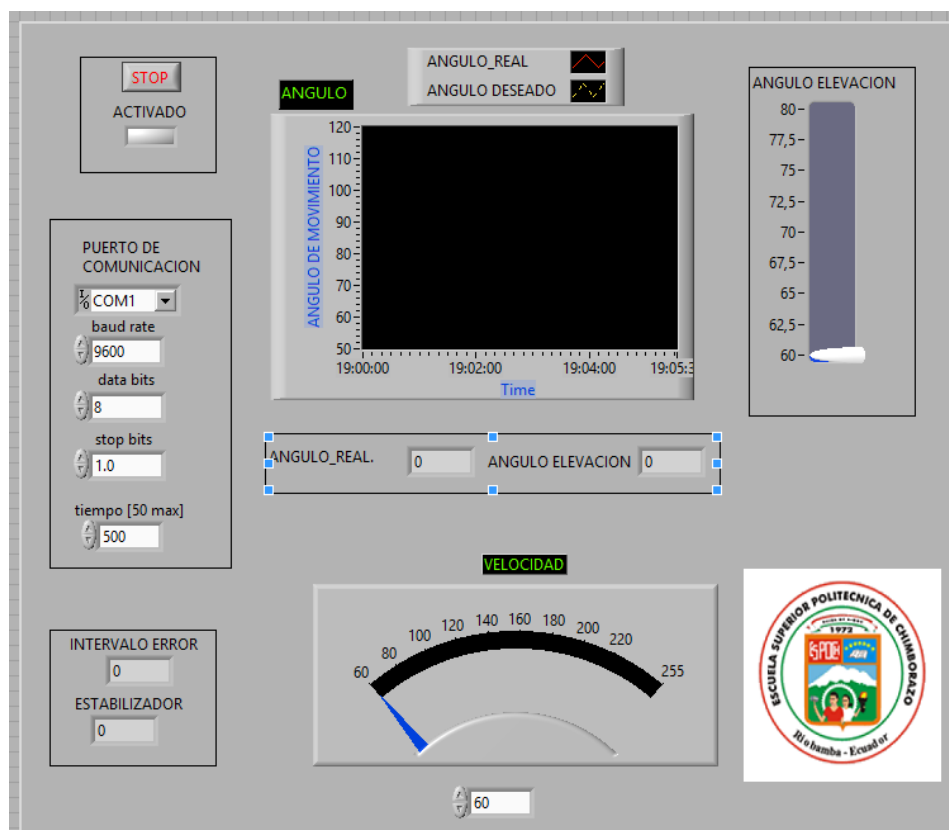 STOP
ACTIVADO
ANGULO_REAL
ANGULO DESEADO
ANGULO
ANGULO DE MOVIMIENTO
120
110
100
90
80
70
60
50
19:00:00 19:02:00 19:04:00 19:05:3
Time
ANGULO ELEVACION
80
77,5
75
72,5
70
67,5
65
62,5
60
PUERTO DE
COMUNICACION
I/O COM1
baud rate
9600
data bits
8
stop bits
1.0
tiempo [50 max]
500
ANGULO_REAL. 0 ANGULO ELEVACION 0
INTERVALO ERROR
0
ESTABILIZADOR
0
VELOCIDAD
60 80 100 120 140 160 180 200 220 255
60
ESCUELA SUPERIOR POLITECNICA DE CHIMBORAZO
1972
ESPOCH
Riobamba - Ecuador